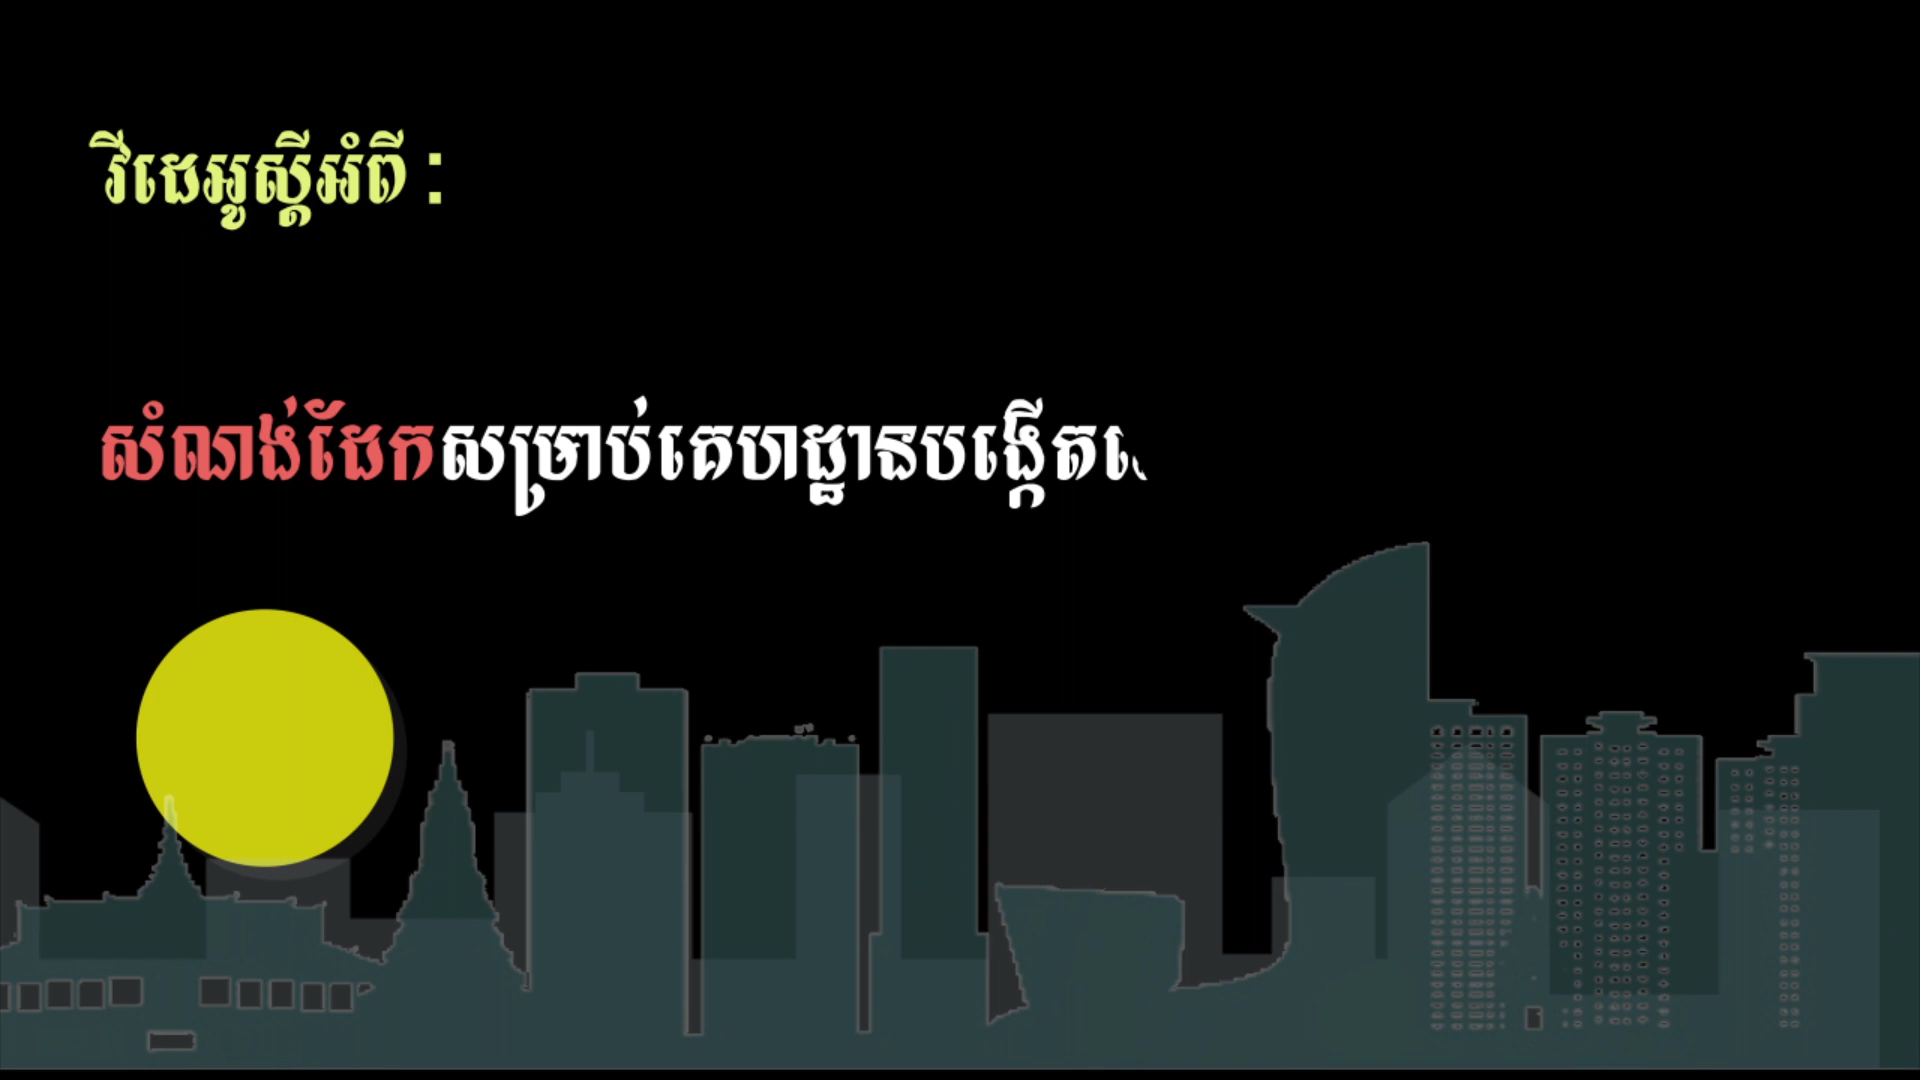 វីដេអូស្ដីអំពី :
សំណង់ដែកសម្រាប់គេហដ្ឋានបង្កើត